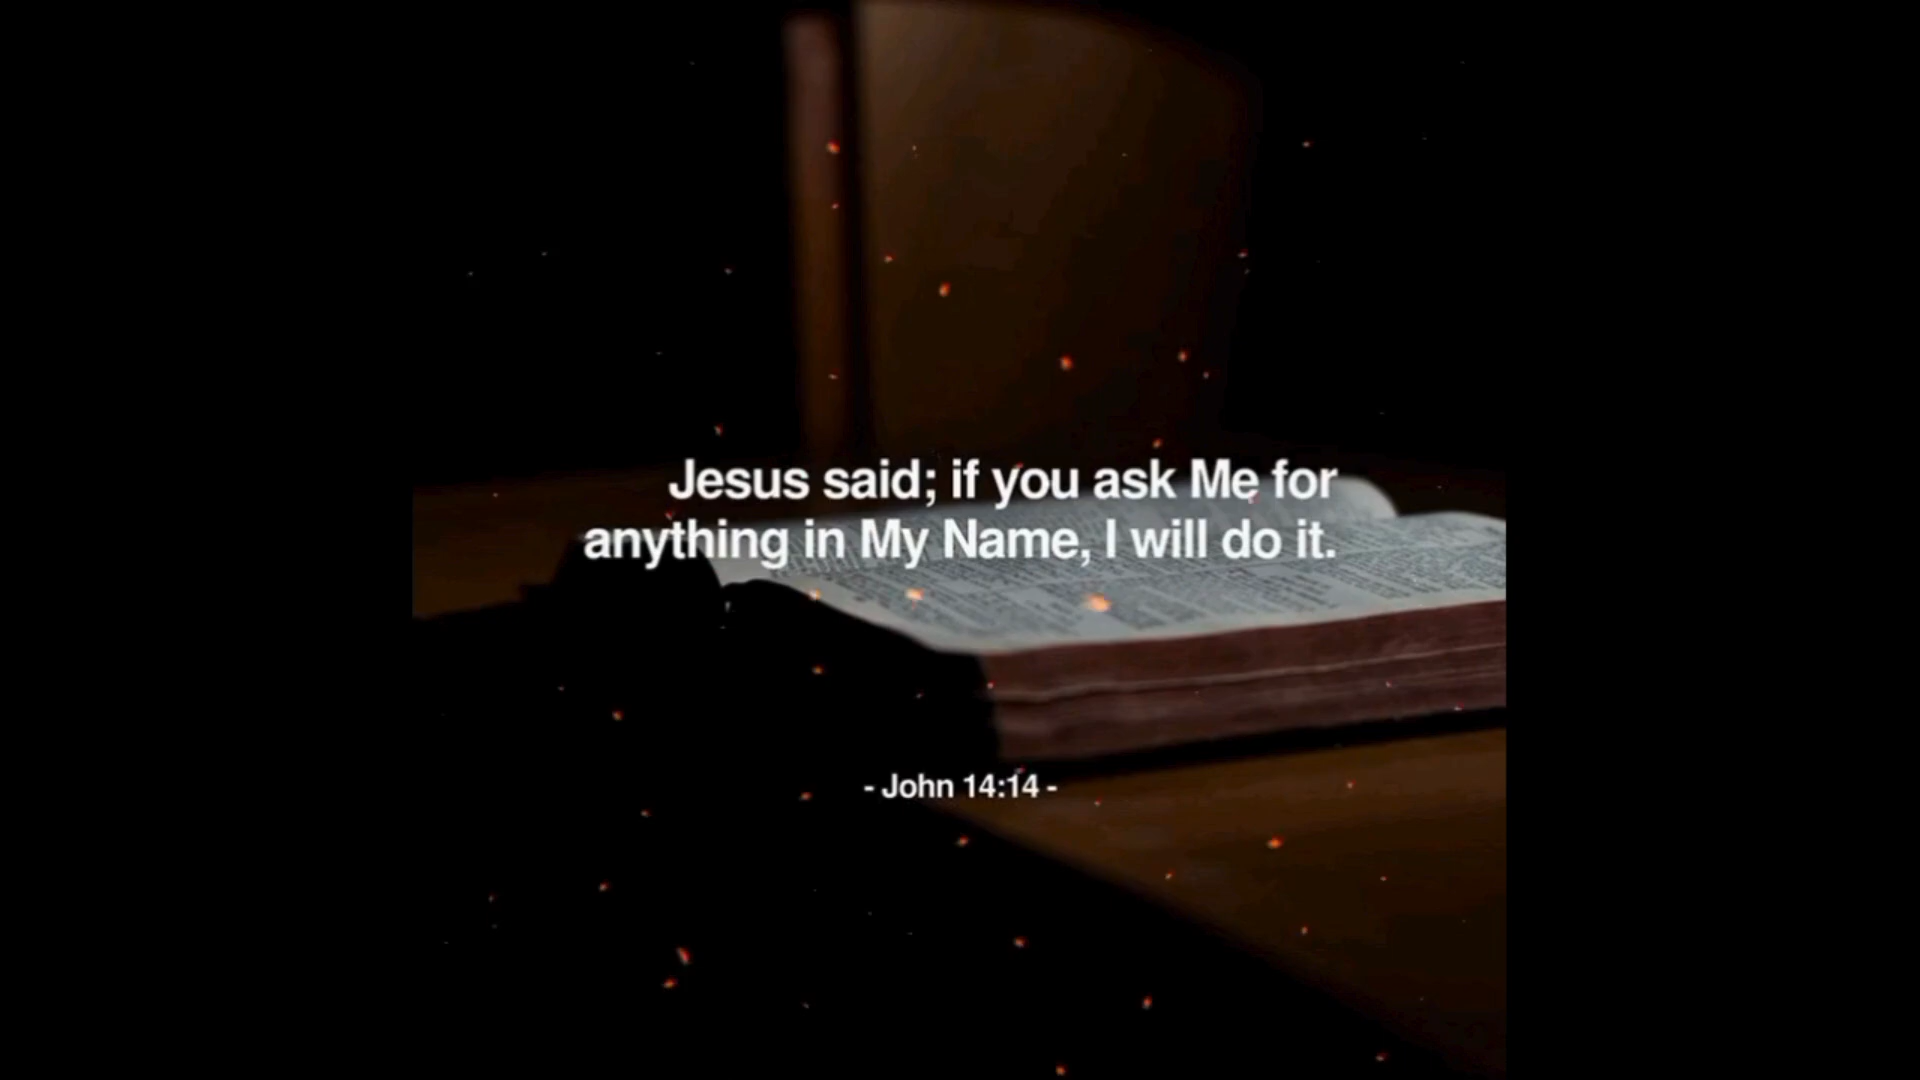 Jesus said; if you ask Me for
anything in My Name, I will do it.
- John 14:14 -